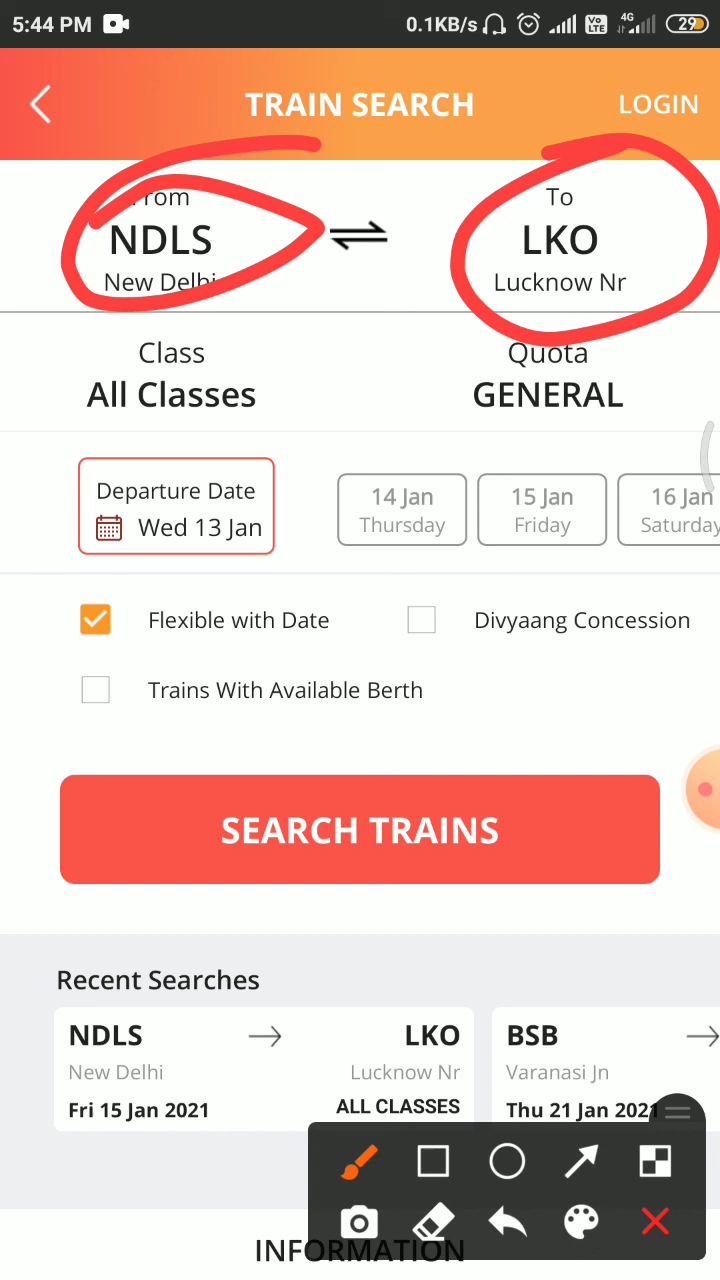 5:44 PM 0.1KB/s Vo LTE 4G 29
TRAIN SEARCH LOGIN
From To
NDLS LKO
New Delhi Lucknow Nr
Class Quota
All Classes GENERAL
Departure Date
Wed 13 Jan
14 Jan 15 Jan 16 Jan
Thursday Friday Saturday
Flexible with Date Divyaang Concession
Trains With Available Berth
SEARCH TRAINS
Recent Searches
NDLS LKO BSB
New Delhi Lucknow Nr Varanasi Jn
Fri 15 Jan 2021 ALL CLASSES Thu 21 Jan 2021
INFORMATION